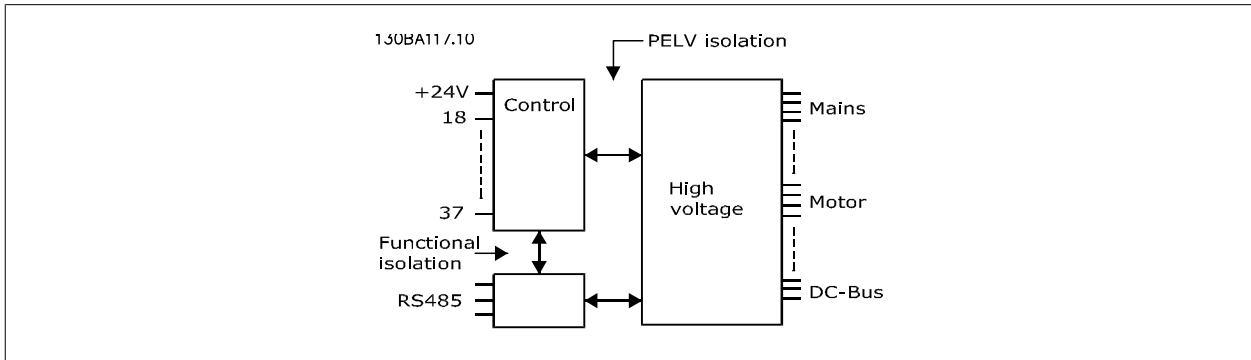 130BA117.10
PELV isolation
+24V
Control
18
Mains
High
voltage
37
Motor
Functional
isolation
RS485
DC-Bus